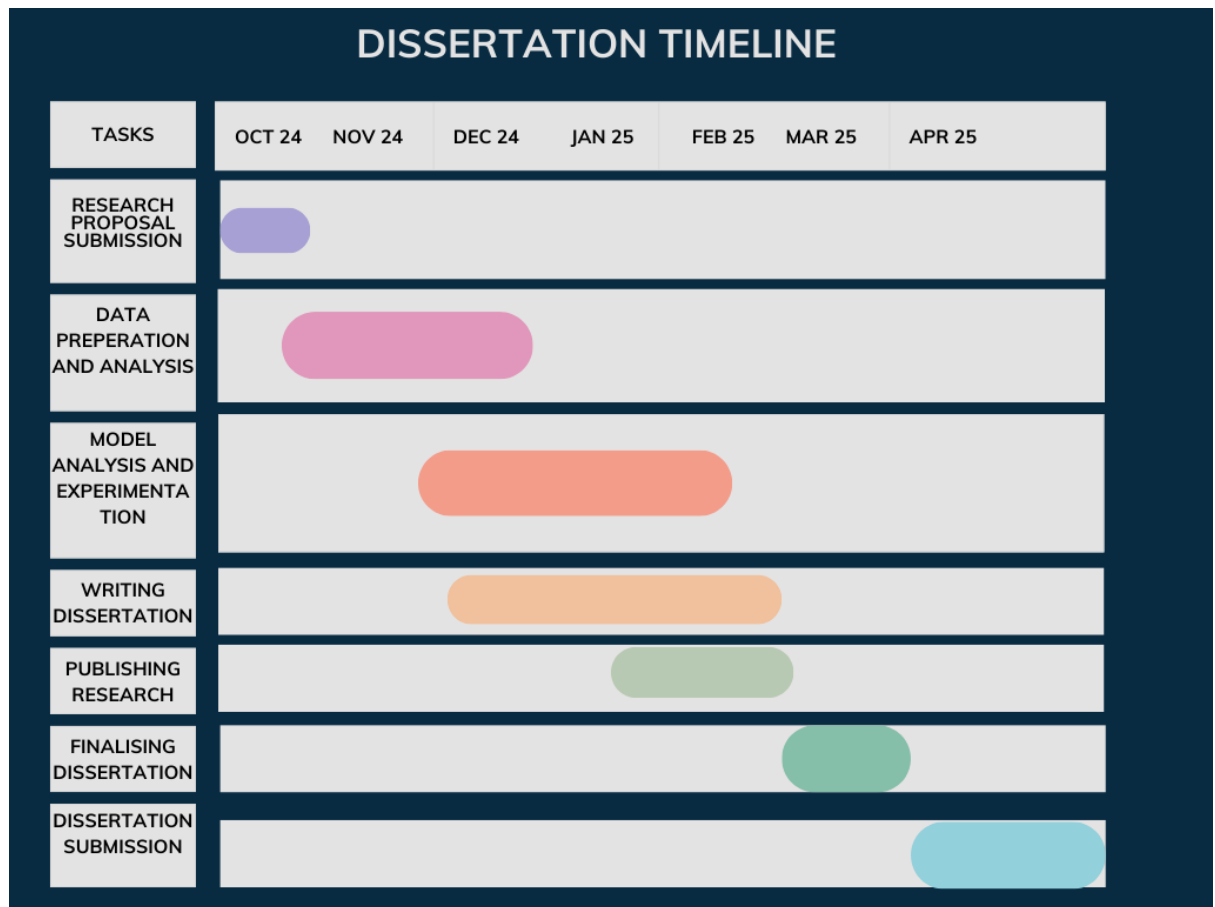 DISSERTATION TIMELINE
TASKS
OCT 24 NOV 24 DEC 24 JAN 25 FEB 25 MAR 25 APR 25
RESEARCH
PROPOSAL
SUBMISSION
DATA
PREPERATION
AND ANALYSIS
MODEL
ANALYSIS AND
EXPERIMENTA
TION
WRITING
DISSERTATION
PUBLISHING
RESEARCH
FINALISING
DISSERTATION
DISSERTATION
SUBMISSION